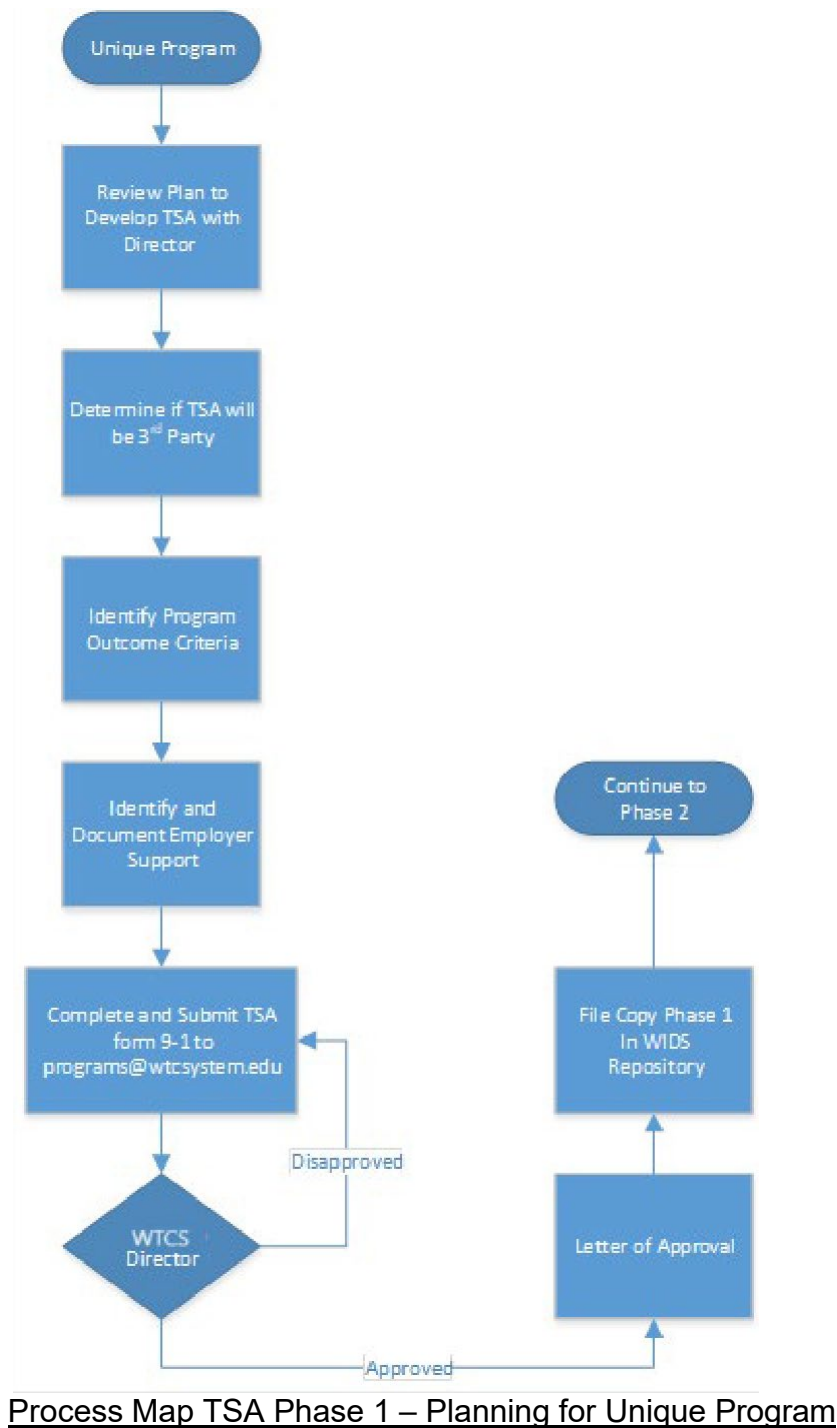 Unique Program
Review Plan to
Develop TSA with
Director
Determine if TSA will
be 3rd Party
Identify Program
Outcome Criteria
Identify and
Document Employer
Support
Complete and Submit TSA
form 9-1 to
programs@wtcsystem.edu
Disapproved
WTCS
Director
Approved
Letter of Approval
File Copy Phase 1
In WIDS
Repository
Continue to
Phase 2
Process Map TSA Phase 1 – Planning for Unique Program